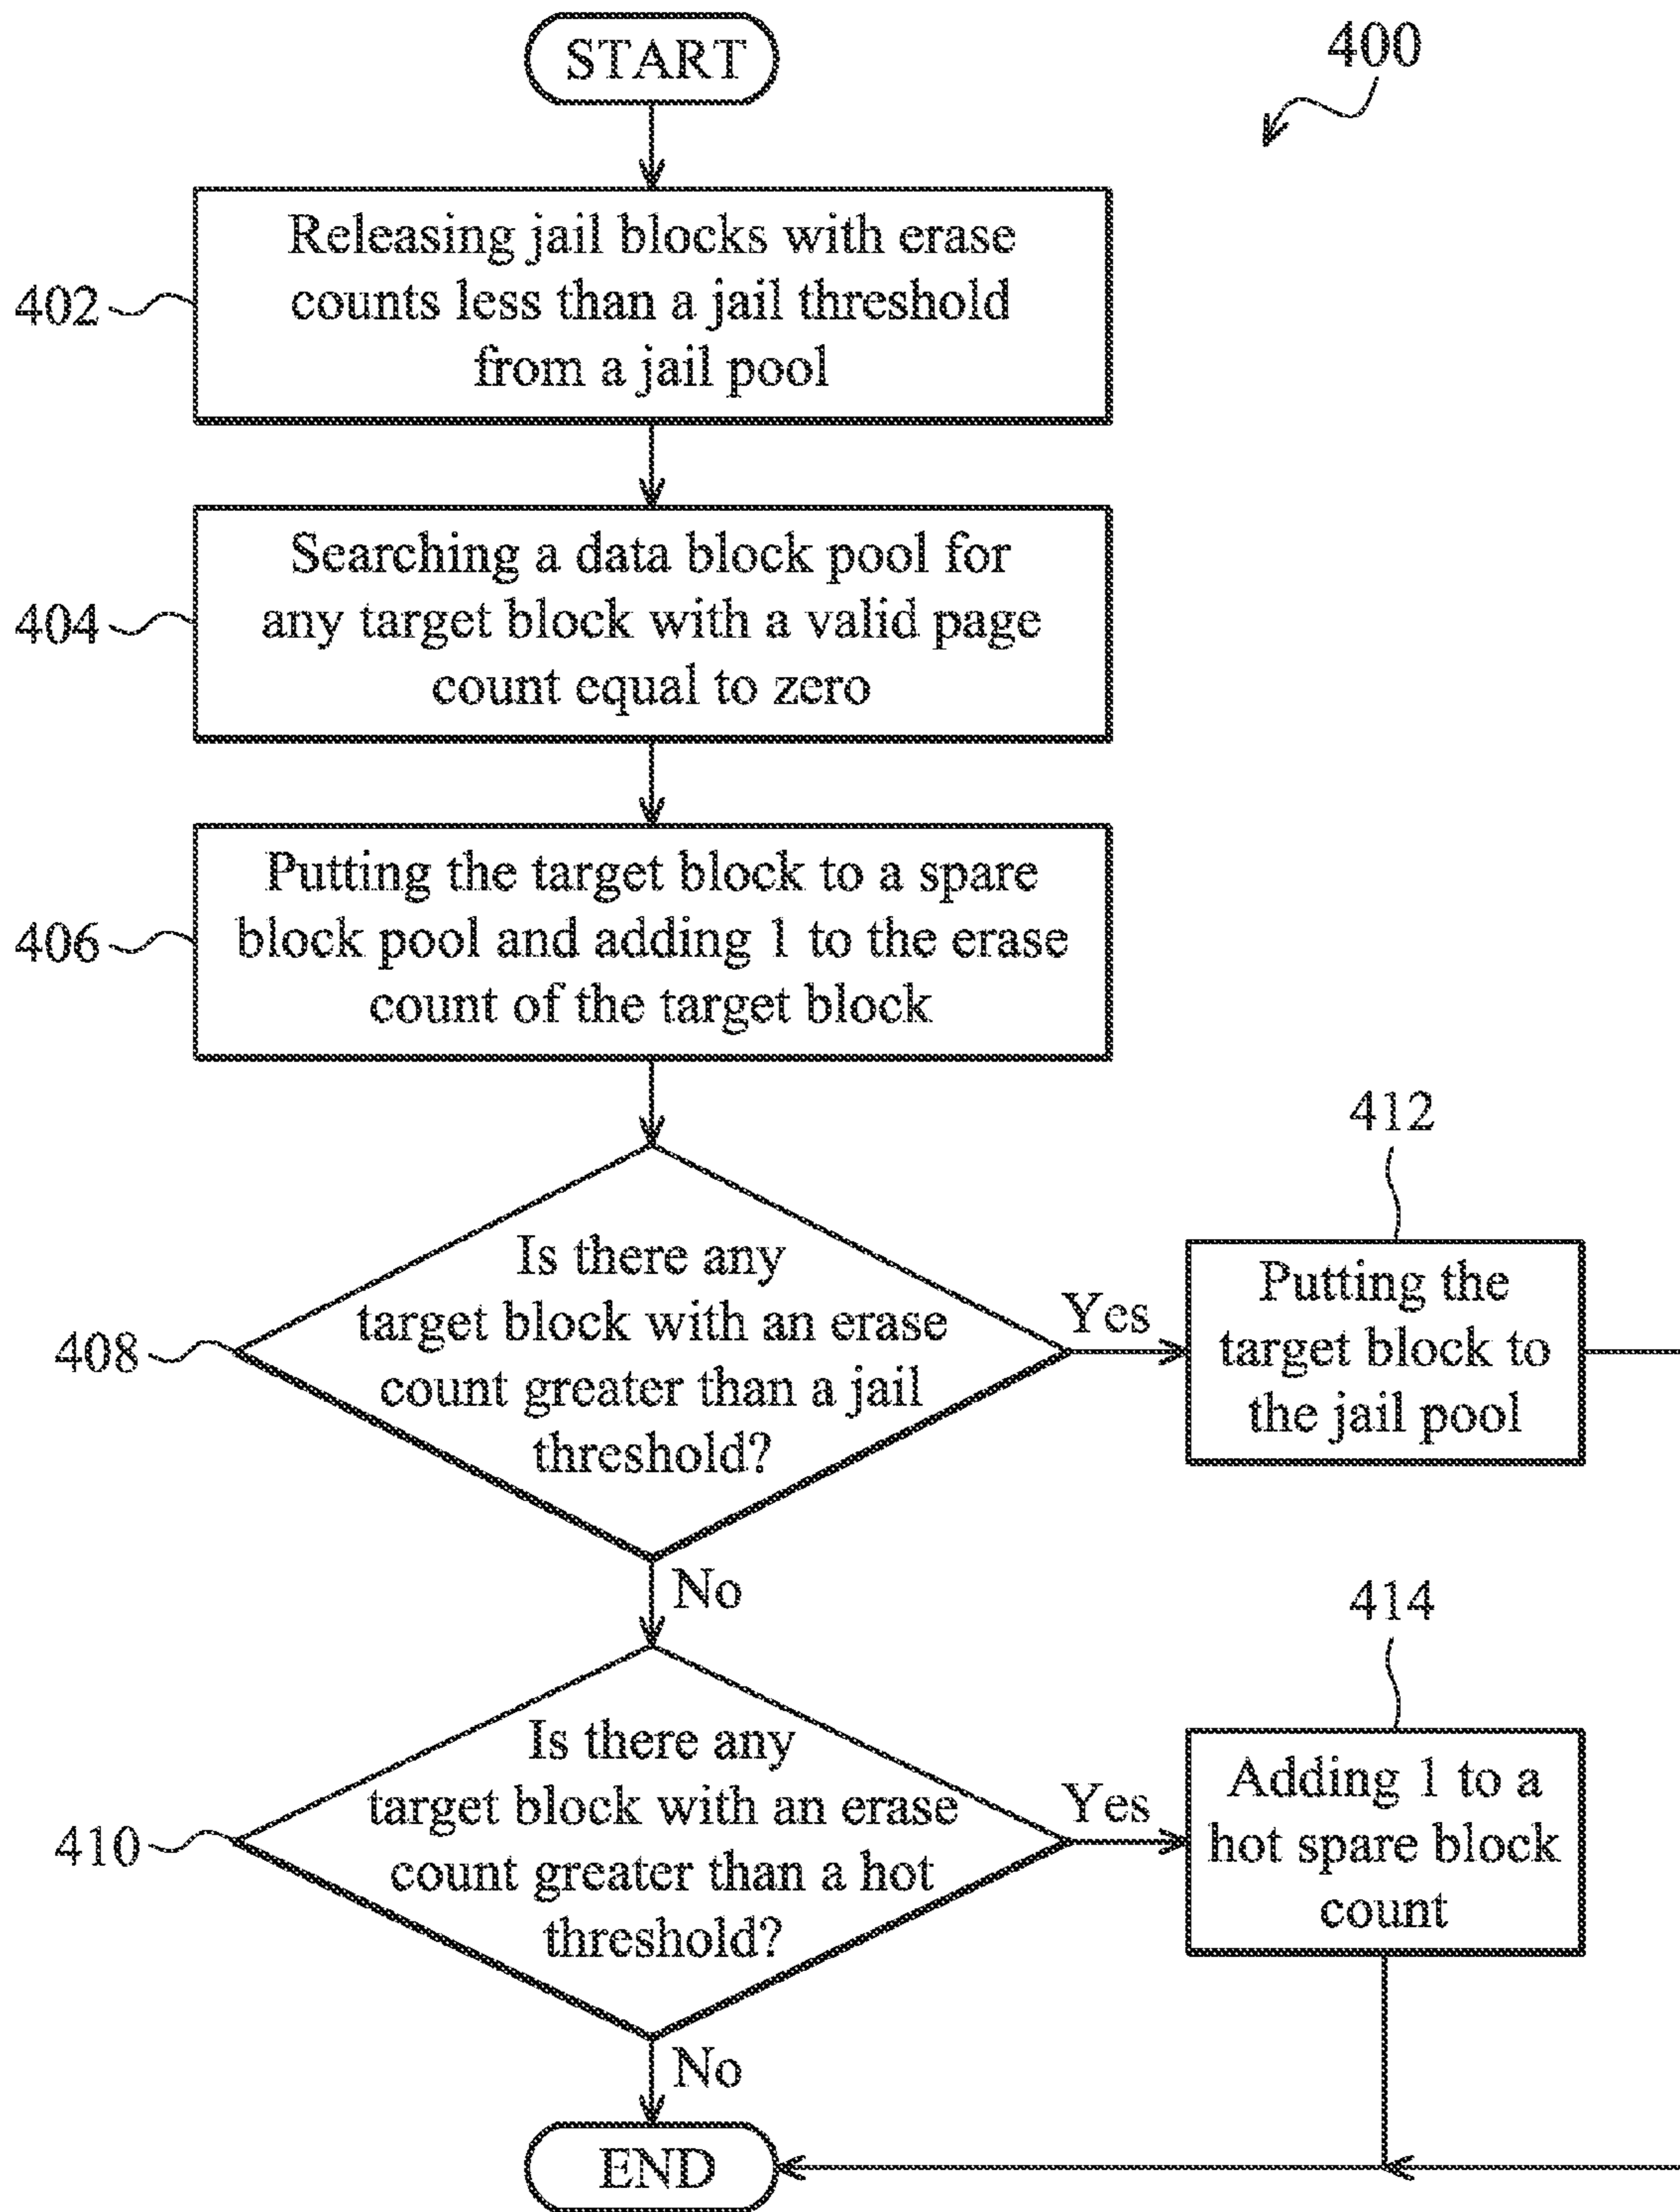 START
400
Releasing jail blocks with erase
counts less than a jail threshold
from a jail pool
402
Searching a data block pool for
any target block with a valid page
count equal to zero
404
Putting the target block to a spare
block pool and adding 1 to the erase
count of the target block
406
Is there any
target block with an erase
count greater than a jail
threshold?
408
Yes
412
Putting the
target block to
the jail pool
No
Is there any
target block with an erase
count greater than a hot
threshold?
410
Yes
414
Adding 1 to a
hot spare block
count
No
END